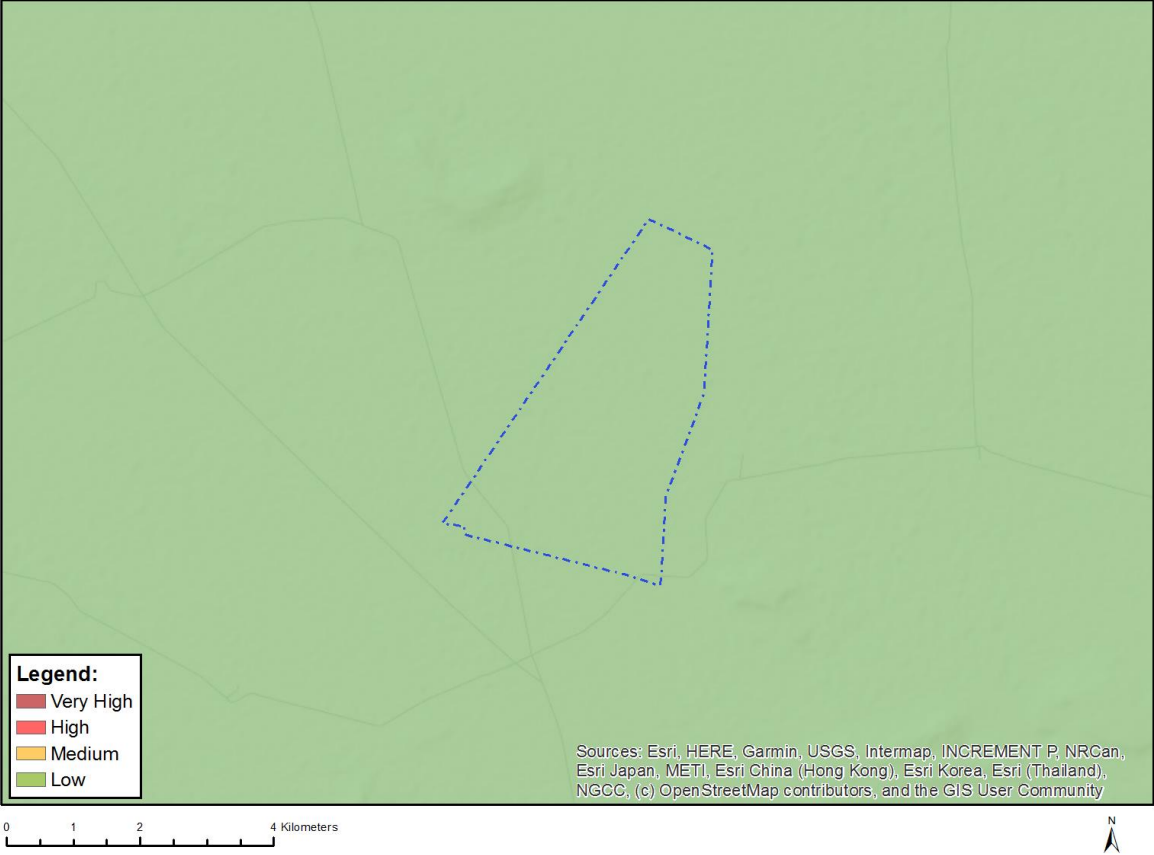 Legend:
Very High
High
Medium
Low
Sources: Esri, HERE, Garmin, USGS, Intermap, INCREMENT P, NRCan,
Esri Japan, METI, Esri China (Hong Kong), Esri Korea, Esri (Thailand),
NGCC, (c) OpenStreetMap contributors, and the GIS User Community
0 1 2 4 Kilometers
N